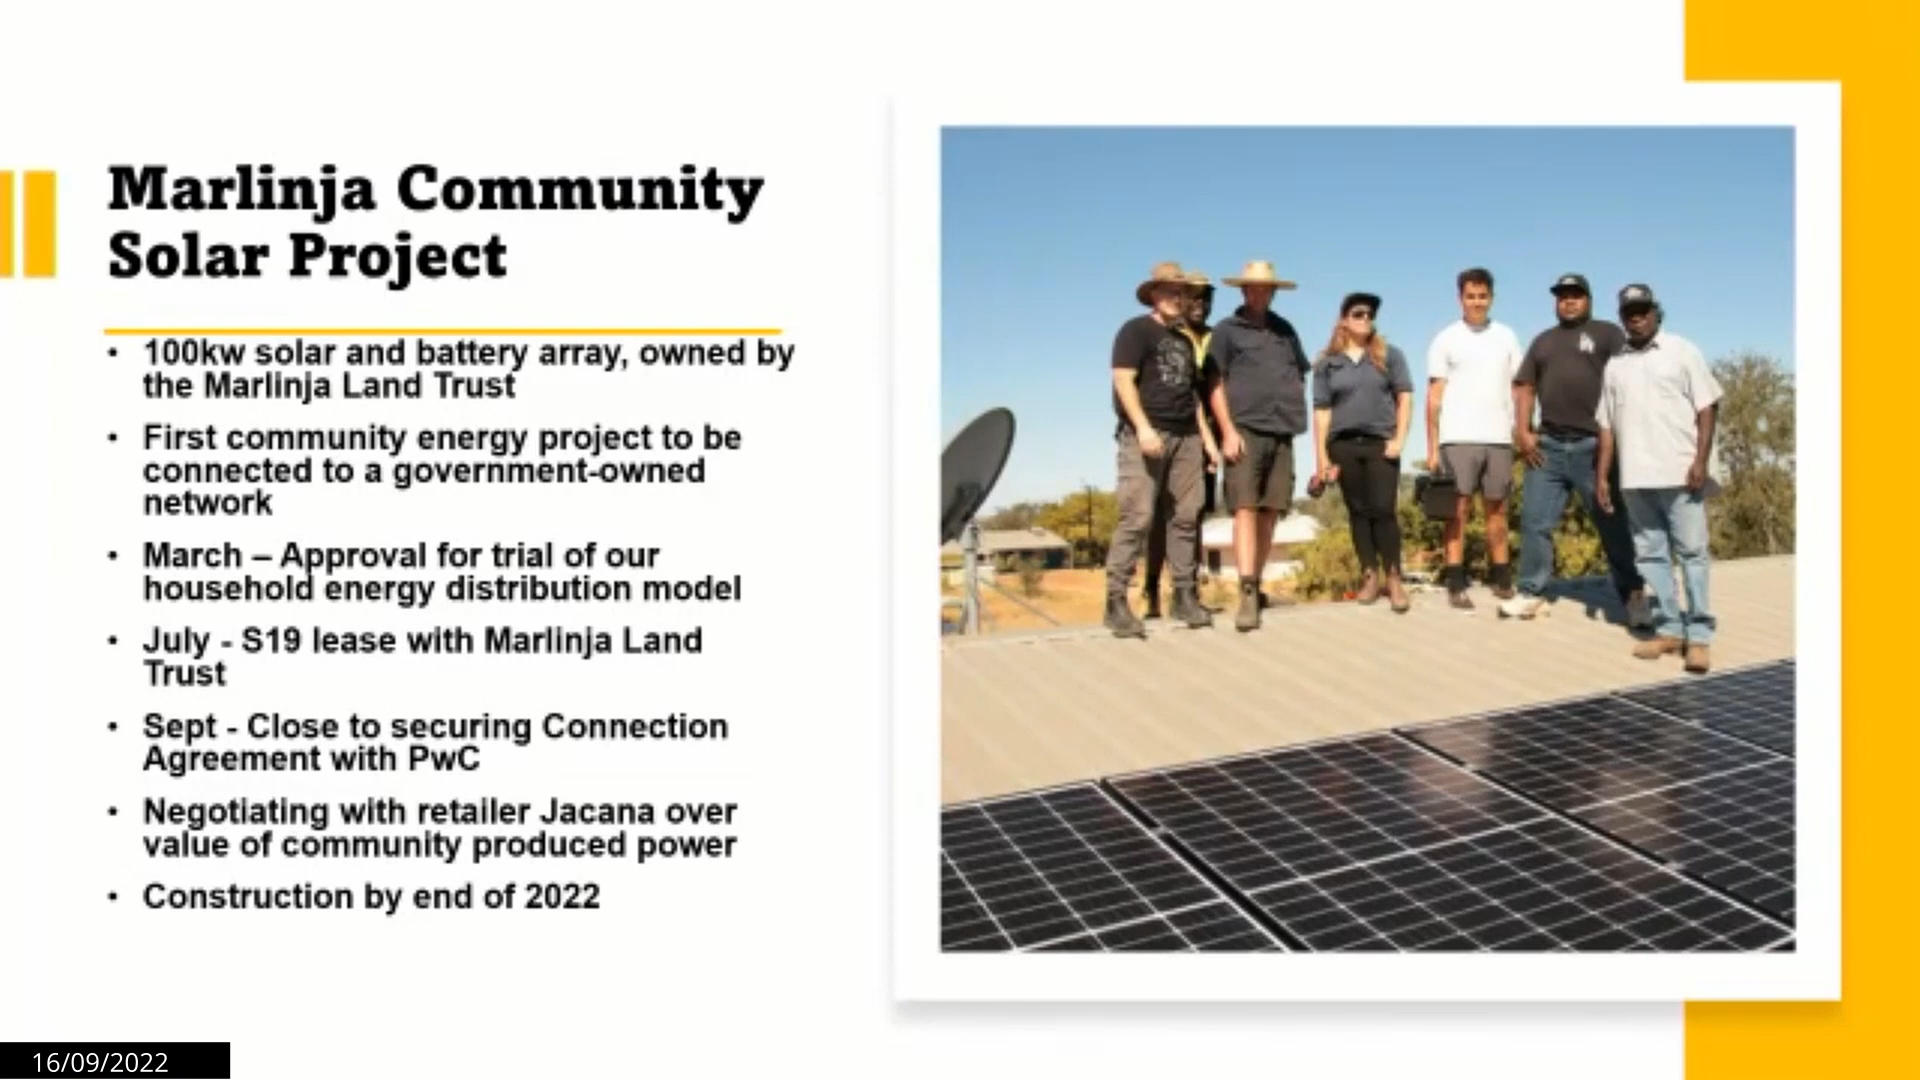 Marlinja Community
Solar Project
• 100kw solar and battery array, owned by
the Marlinja Land Trust
• First community energy project to be
connected to a government-owned
network
• March – Approval for trial of our
household energy distribution model
• July - S19 lease with Marlinja Land
Trust
• Sept - Close to securing Connection
Agreement with PwC
• Negotiating with retailer Jacana over
value of community produced power
• Construction by end of 2022
16/09/2022